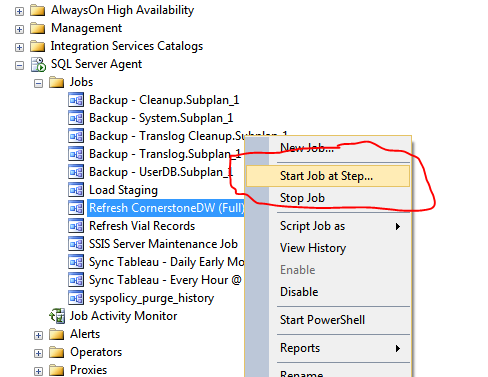 AlwaysOn High Availability
Management
Integration Services Catalogs
SQL Server Agent
Jobs
Backup - Cleanup.Subplan_1
Backup - System.Subplan_1
Backup - Translog Cleanup.Subplan_1
Backup - Translog.Subplan_1
Backup - UserDB.Subplan_1
Load Staging
Refresh CornerstoneDW (Full)
Refresh Vial Records
SSIS Server Maintenance Job
Sync Tableau - Daily Early Mo
Sync Tableau - Every Hour @
syspolicy_purge_history
Job Activity Monitor
Alerts
Operators
Proxies
New Job...
Start Job at Step...
Stop Job
Script Job as
View History
Enable
Disable
Start PowerShell
Reports
Rename